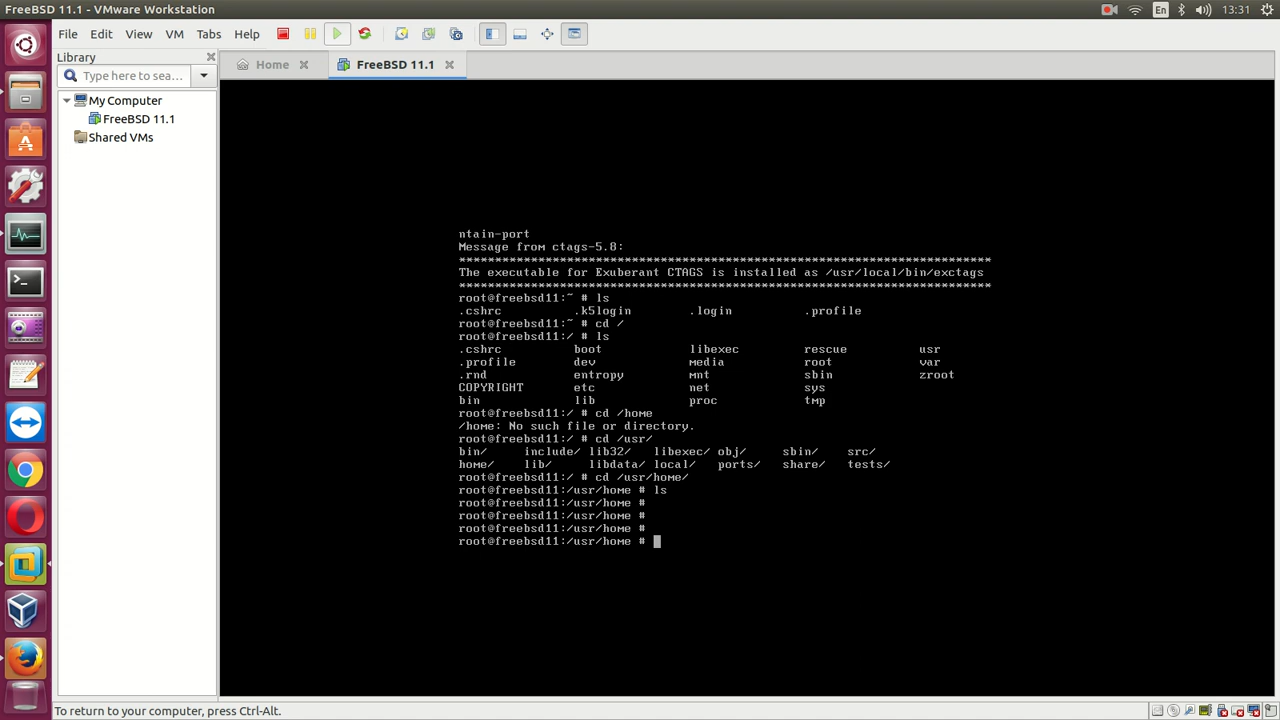 FreeBSD 11.1 - VMware Workstation
En
13:31
File Edit View VM Tabs Help
Library
Type here to sea...
My Computer
FreeBSD 11.1
Shared VMs
Home
FreeBSD 11.1
ntain-port
Message from ctags-5.8:
**************************************************************************
The executable for Exuberant CTAGS is installed as /usr/local/bin/exctags
**************************************************************************
root@freebsd11:~ # ls
.cshrc .k5login .login .profile
root@freebsd11:~ # cd /
root@freebsd11:/ # ls
.cshrc boot libexec rescue usr
.profile dev media root var
.rnd entropy mnt sbin zroot
COPYRIGHT etc net sys
bin lib proc tmp
root@freebsd11:/ # cd /home
/home: No such file or directory.
root@freebsd11:/ # cd /usr/
bin/ include/ lib32/ libexec/ obj/ sbin/ src/
home/ lib/ libdata/ local/ ports/ share/ tests/
root@freebsd11:/ # cd /usr/home/
root@freebsd11:/usr/home # ls
root@freebsd11:/usr/home #
root@freebsd11:/usr/home #
root@freebsd11:/usr/home #
root@freebsd11:/usr/home #
To return to your computer, press Ctrl-Alt.